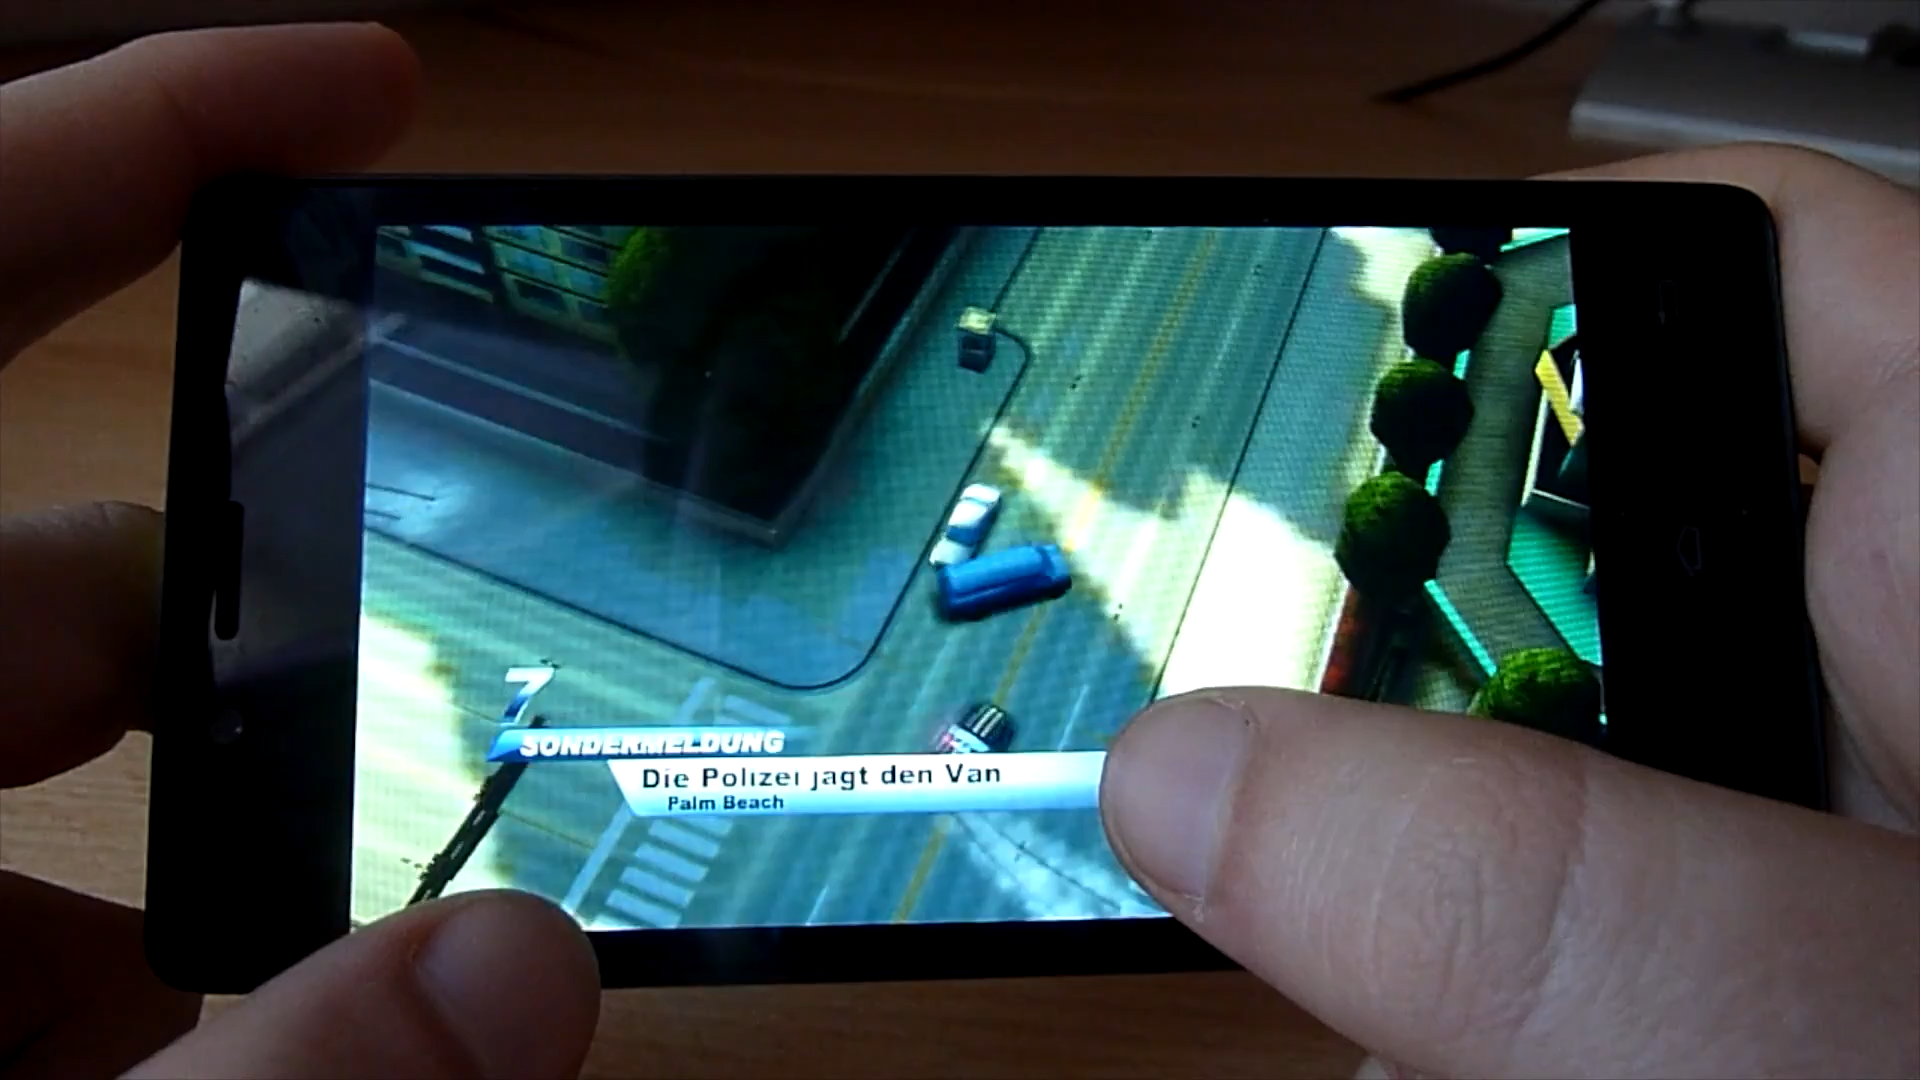 7
SONDERMELDUNG
Die Polizei jagt den Van
Palm Beach